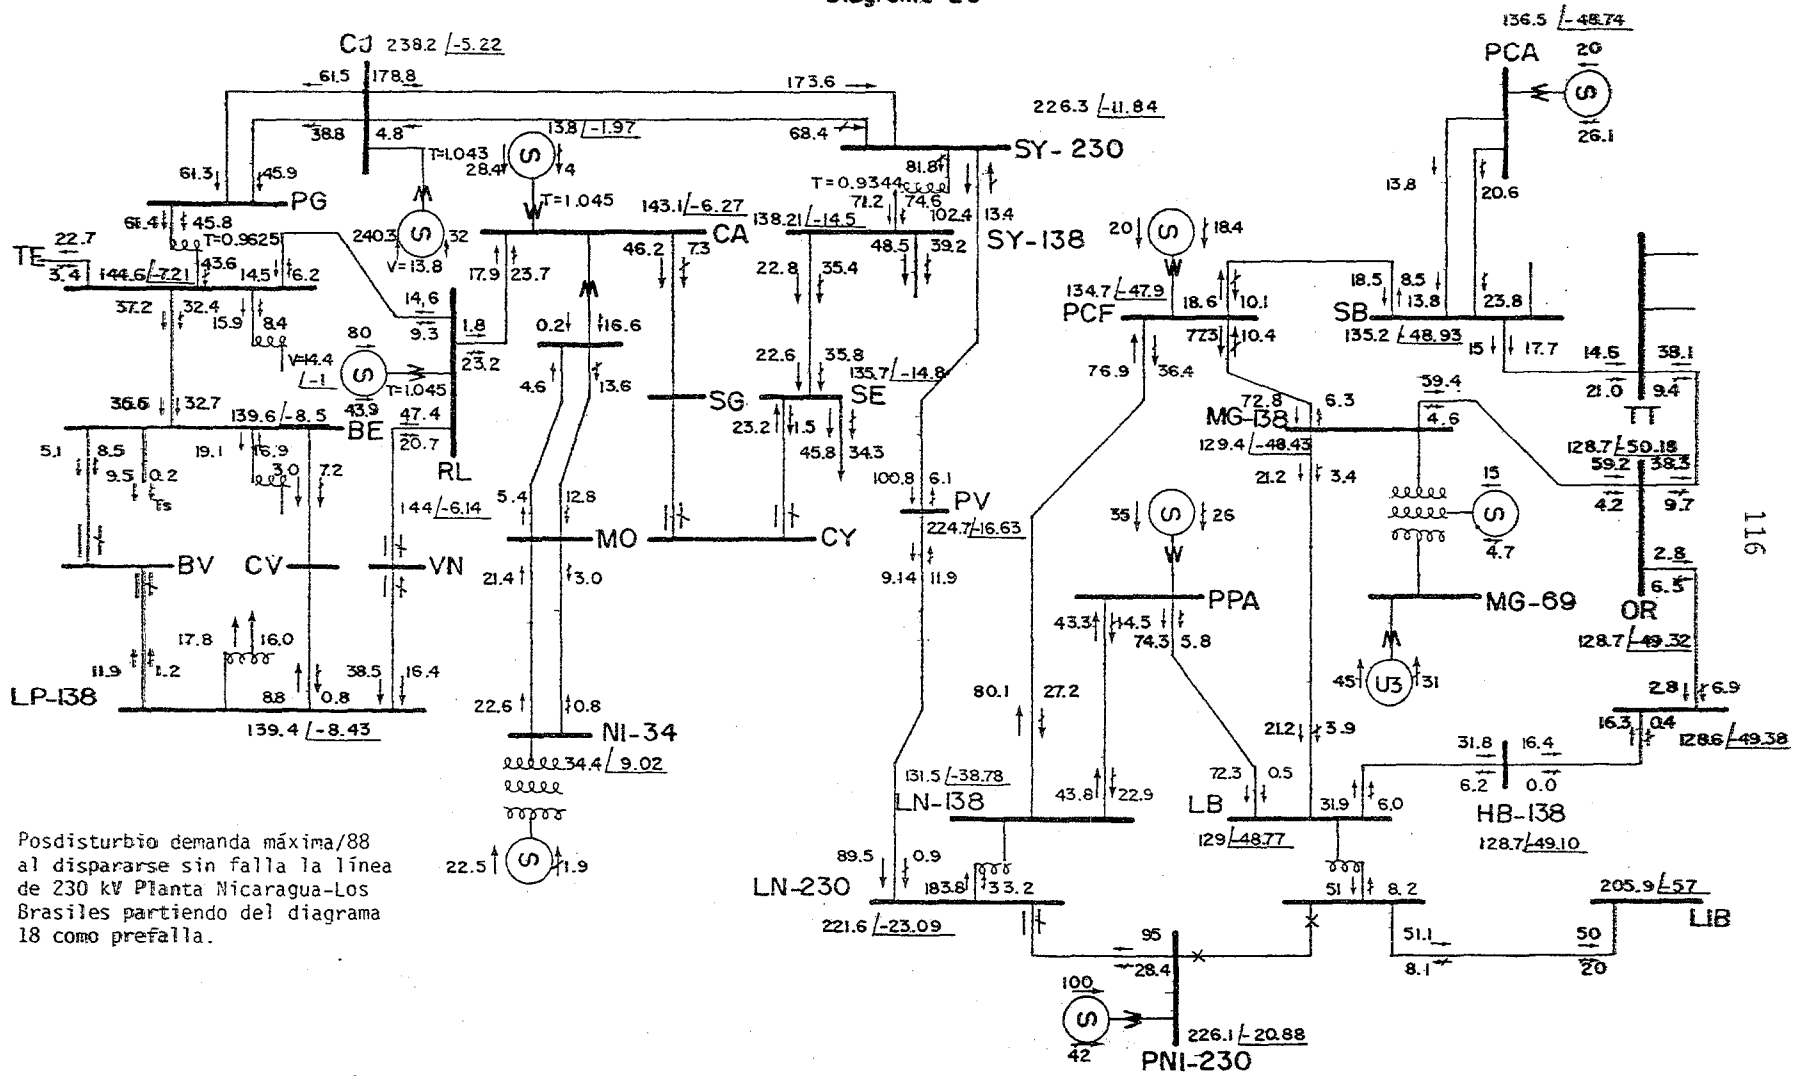 CJ 238.2 /-5.22
136.5 /-48.74
PCA
20
26.1
61.5 178.8
173.6
38.8 4.8
13.8 /-1.97
68.4
226.3 /-11.84
SY-230
T=1.043
28.4
4
T=1.045
61.3 45.9
PG
61.4 45.8
T=0.9625
43.6
TE 22.7
3.4
144.6 /-7.21
14.5 6.2
240.3 32
V=13.8
143.1 /-6.27
CA
46.2 7.3
17.9 23.7
81.8
T=0.9344
71.2 74.6
102.4 13.4
138.21 /-14.5
SY-138
48.5 39.2
22.8 35.4
20 18.4
134.7 /-47.9
PCF
18.6 10.1
77.3 10.4
13.8 20.6
18.5 8.5
13.8 23.8
SB
135.2 /-48.93
15 17.7
14.6 38.1
21.0 9.4
TT
128.7 /-50.18
37.2 32.4
15.9 8.4
80
V=14.4
/-1
T=1.045
43.9
14.6
9.3
1.8
23.2
47.4
20.7
RL
0.2 16.6
4.6 13.6
36.6 32.7
139.6 /-8.5
BE
5.1 8.5
9.5 0.2
Ts
19.1 16.9
3.0 7.2
144 /-6.14
SG
22.6 35.8
135.7 /-14.8
SE
23.2 1.5
45.8 34.3
100.8 6.1
PV
224.7 /-16.63
9.14 11.9
76.9 36.4
72.8 6.3
MG-138
129.4 /-48.43
21.2 3.4
59.4
4.6
59.2 38.3
4.2 9.7
15
4.7
MG-69
45 U3 31
2.8
6.5
OR
128.7 /-49.32
2.8 6.9
16.3 0.4
128.6 /-49.38
116
BV CV VN
5.4 12.8
MO
21.4 3.0
CY
35 26
PPA
43.3 14.5
74.3 5.8
17.8 16.0
11.9 1.2
LP-138
8.8 0.8
38.5 16.4
139.4 /-8.43
22.6 0.8
NI-34
34.4 /9.02
22.5 1.9
80.1 27.2
131.5 /-38.78
LN-138
43.8 22.9
21.2 3.9
72.3 0.5
LB
129 /-48.77
31.9 6.0
31.8 16.4
6.2 0.0
HB-138
128.7 /-49.10
89.5 0.9
LN-230
183.8 33.2
221.6 /-23.09
51 8.2
205.9 /-57
LIB
51.1 50
8.1 20
95
28.4
100
42
226.1 /-20.88
PNI-230
Posdisturbio demanda máxima/88
al dispararse sin falla la línea
de 230 kV Planta Nicaragua-Los
Brasiles partiendo del diagrama
18 como prefalla.